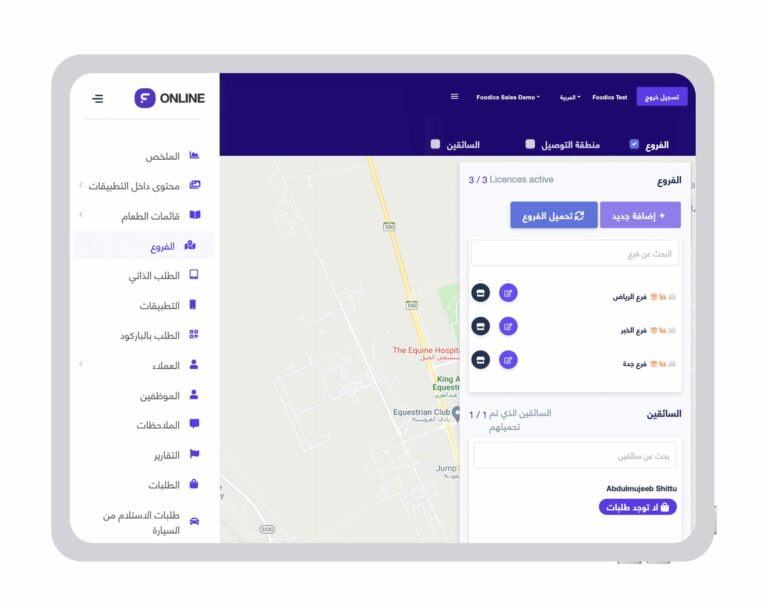 ONLINE
الملخص
محتوى داخل التطبيقات
قائمات الطعام
الفروع
الطلب الذاتي
التطبيقات
الطلب بالباركود
العملاء
الموظفين
الملاحظات
التقارير
الطلبات
طلبات الاستلام من
السيارة
تسجيل خروج
Foodics Test
العربية
Foodics Sales Demo
الفروع
منطقة التوصيل
السائقين
الفروع
3 / 3 Licences active
+ إضافة جديد
تحميل الفروع
البحث عن فرع
فرع الرياض
فرع الخبر
فرع جدة
السائقين
السائقين الذي تم 1 / 1
تحميلهم
بحث عن سائقين
Abdulmujeeb Shittu
لا توجد طلبات
550
550
The Equine Hospita
King A
Equestr
Equestrian Club
نادي الفروسية
Jump
5330